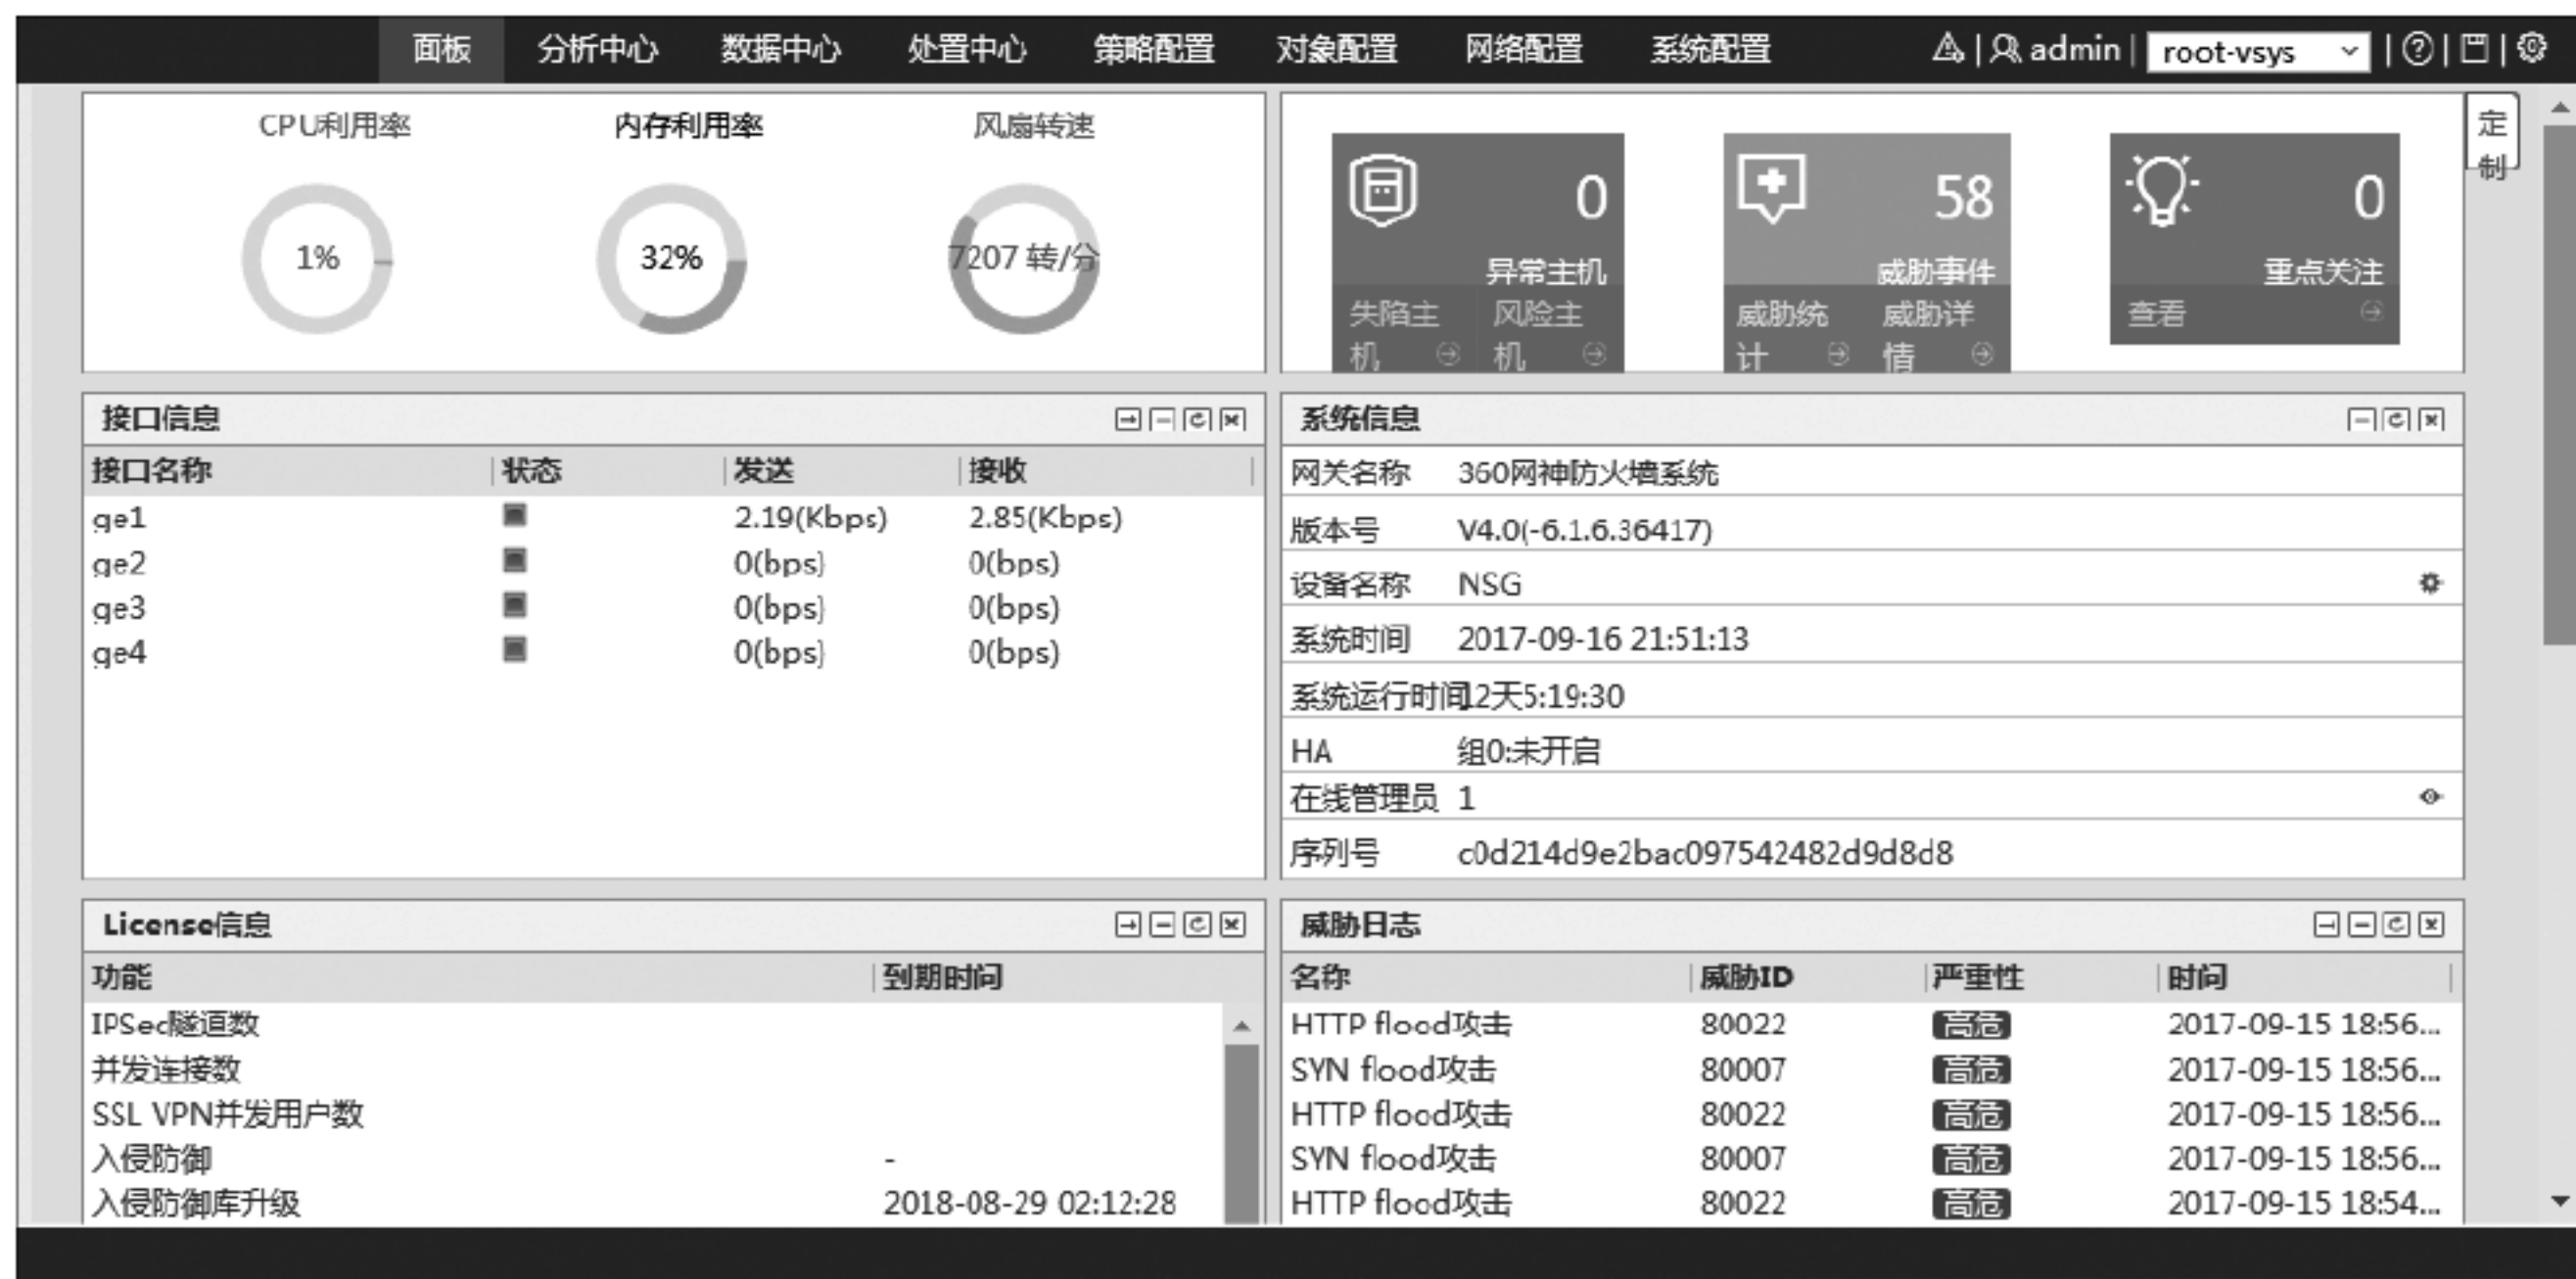 面板 分析中心 数据中心 处置中心 策略配置 对象配置 网络配置 系统配置 admin root-vsys
CPU利用率 内存利用率 风扇转速
1% 32% 7207 转/分
0 异常主机
失陷主机 风险主机
58 威胁事件
威胁统计 威胁详情
0 重点关注
查看
定制
接口信息
接口名称 状态 发送 接收
ge1 2.19(Kbps) 2.85(Kbps)
ge2 0(bps) 0(bps)
ge3 0(bps) 0(bps)
ge4 0(bps) 0(bps)
系统信息
网关名称 360网神防火墙系统
版本号 V4.0(-6.1.6.36417)
设备名称 NSG
系统时间 2017-09-16 21:51:13
系统运行时间 12天5:19:30
HA 组0:未开启
在线管理员 1
序列号 c0d214d9e2bac097542482d9d8d8
License信息
功能 到期时间
IPSec隧道数
并发连接数
SSL VPN并发用户数
入侵防御 -
入侵防御库升级 2018-08-29 02:12:28
威胁日志
名称 威胁ID 严重性 时间
HTTP flood攻击 80022 高危 2017-09-15 18:56...
SYN flood攻击 80007 高危 2017-09-15 18:56...
HTTP flood攻击 80022 高危 2017-09-15 18:56...
SYN flood攻击 80007 高危 2017-09-15 18:56...
HTTP flood攻击 80022 高危 2017-09-15 18:54...